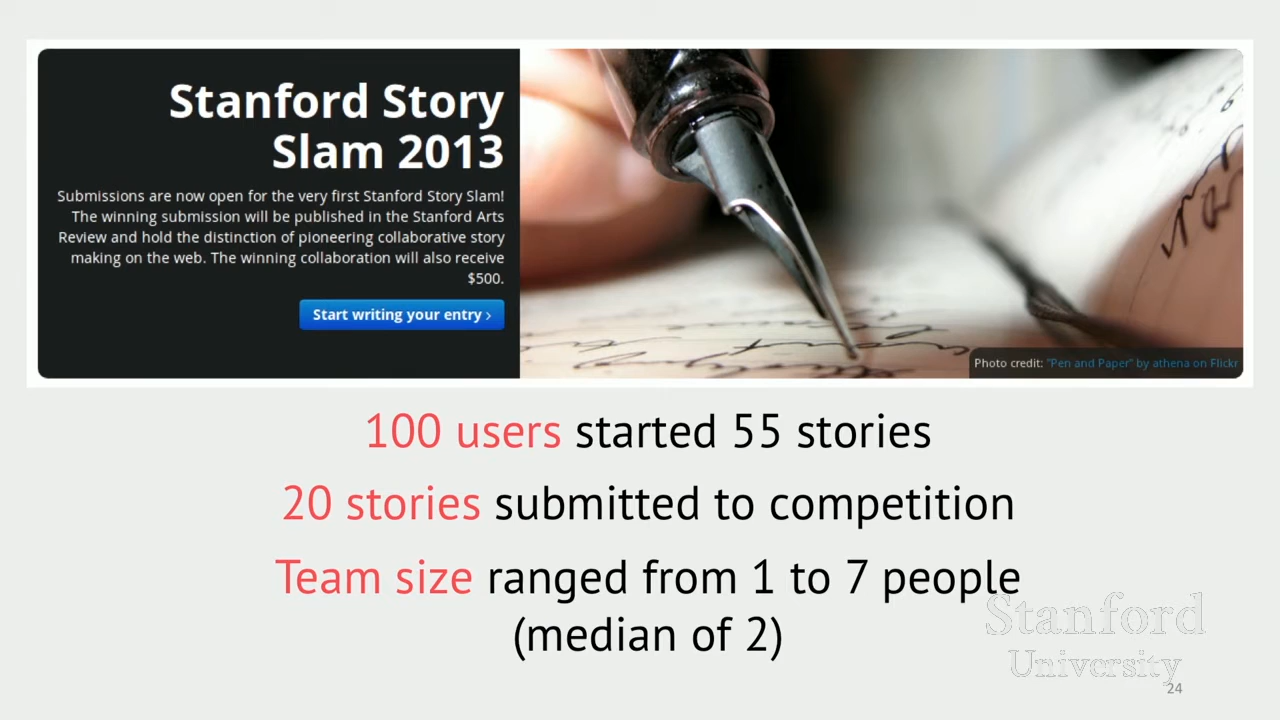 Stanford Story
Slam 2013
Submissions are now open for the very first Stanford Story Slam!
The winning submission will be published in the Stanford Arts
Review and hold the distinction of pioneering collaborative story
making on the web. The winning collaboration will also receive
$500.
Start writing your entry ›
Photo credit: "Pen and Paper" by athena on Flickr
100 users started 55 stories
20 stories submitted to competition
Team size ranged from 1 to 7 people
(median of 2)
Stanford
University
24